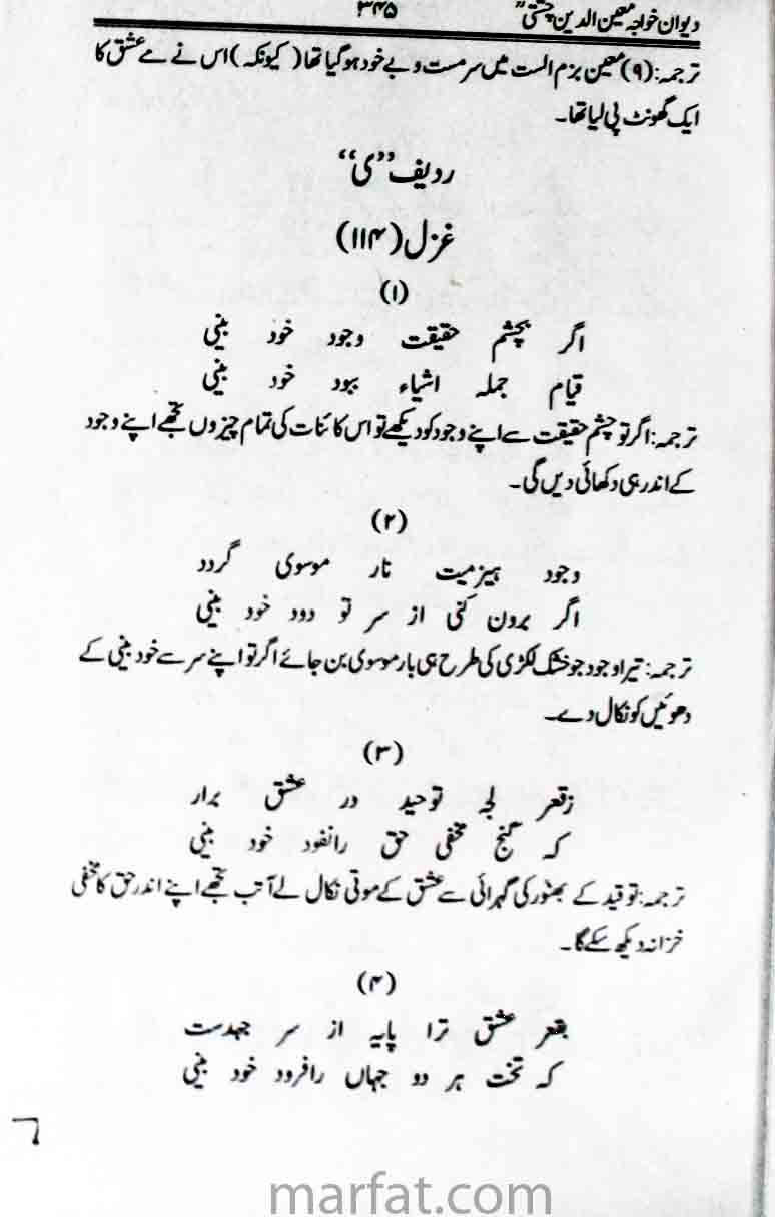 دیوان خواجہ معین الدین چشتیؒ ۳۴۵
ترجمہ:(۹) معین بزم الست میں سرمست و بے خود ہو گیا تھا (کیونکہ) اس نے مے عشق کا
ایک گھونٹ پی لیا تھا۔
ردیف ”ی“
غزل (۱۱۴)
(۱)
اگر بچشم حقیقت وجود خود بینی
قیام جملہ اشیاء ببود خود بینی
ترجمہ: اگر تو چشم حقیقت سے اپنے وجود کو دیکھے تو اس کائنات کی تمام چیزوں تجھے اپنے وجود
کے اندر ہی دکھائی دیں گی۔
(۲)
وجود ہیزمیت نار موسوی گردد
اگر برون کنی از سر تو دود خود بینی
ترجمہ: تیرا وجود جو خشک لکڑی کی طرح ہی بار موسوی بن جائے اگر تو اپنے سر سے خود بینی کے
دھوئیں کو نکال دے۔
(۳)
زقعر لجہ توحید در عشق برار
کہ گنج مخفی حق رانفود خود بینی
ترجمہ: تو قید کے بھنور کی گہرائی سے عشق کے موتی نکال لے آ تب تجھے اپنے اندر حق کا مخفی
خزانہ دیکھ سکے گا۔
(۴)
بقعر عشق ترا پایہ از سر جہدست
کہ تخت ہر دو جہاں رافرود خود بینی
marfat.com